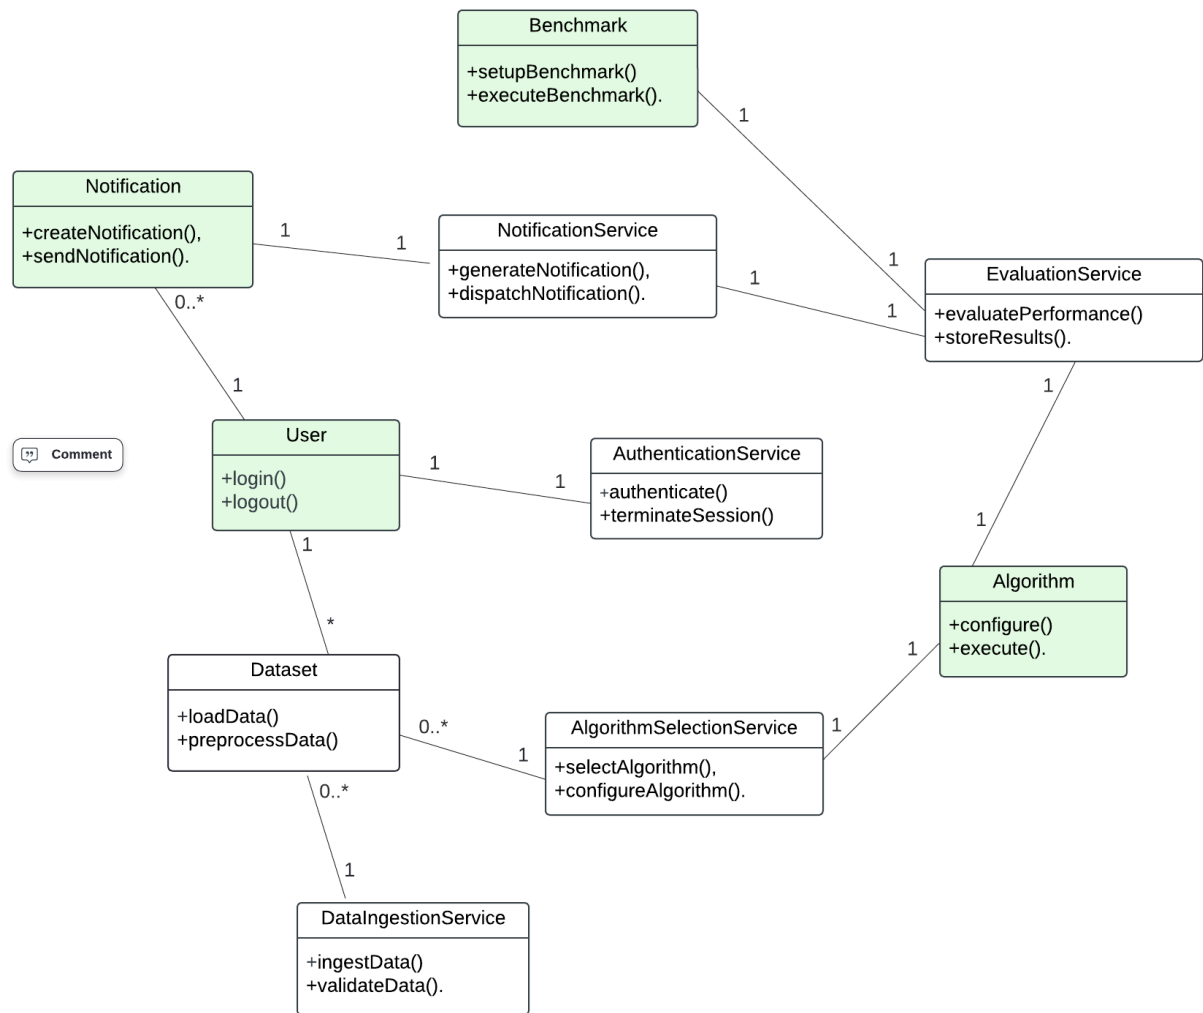 Benchmark
+setupBenchmark()
+executeBenchmark().
1
Notification
+createNotification(),
+sendNotification().
1
1
NotificationService
+generateNotification(),
+dispatchNotification().
1
1
1
EvaluationService
+evaluatePerformance()
+storeResults().
0..*
1
1
User
+login()
+logout()
Comment
1
1
AuthenticationService
+authenticate()
+terminateSession()
1
1
Algorithm
+configure()
+execute().
*
Dataset
+loadData()
+preprocessData()
1
1
0..*
1
AlgorithmSelectionService
+selectAlgorithm(),
+configureAlgorithm().
0..*
1
DataIngestionService
+ingestData()
+validateData().